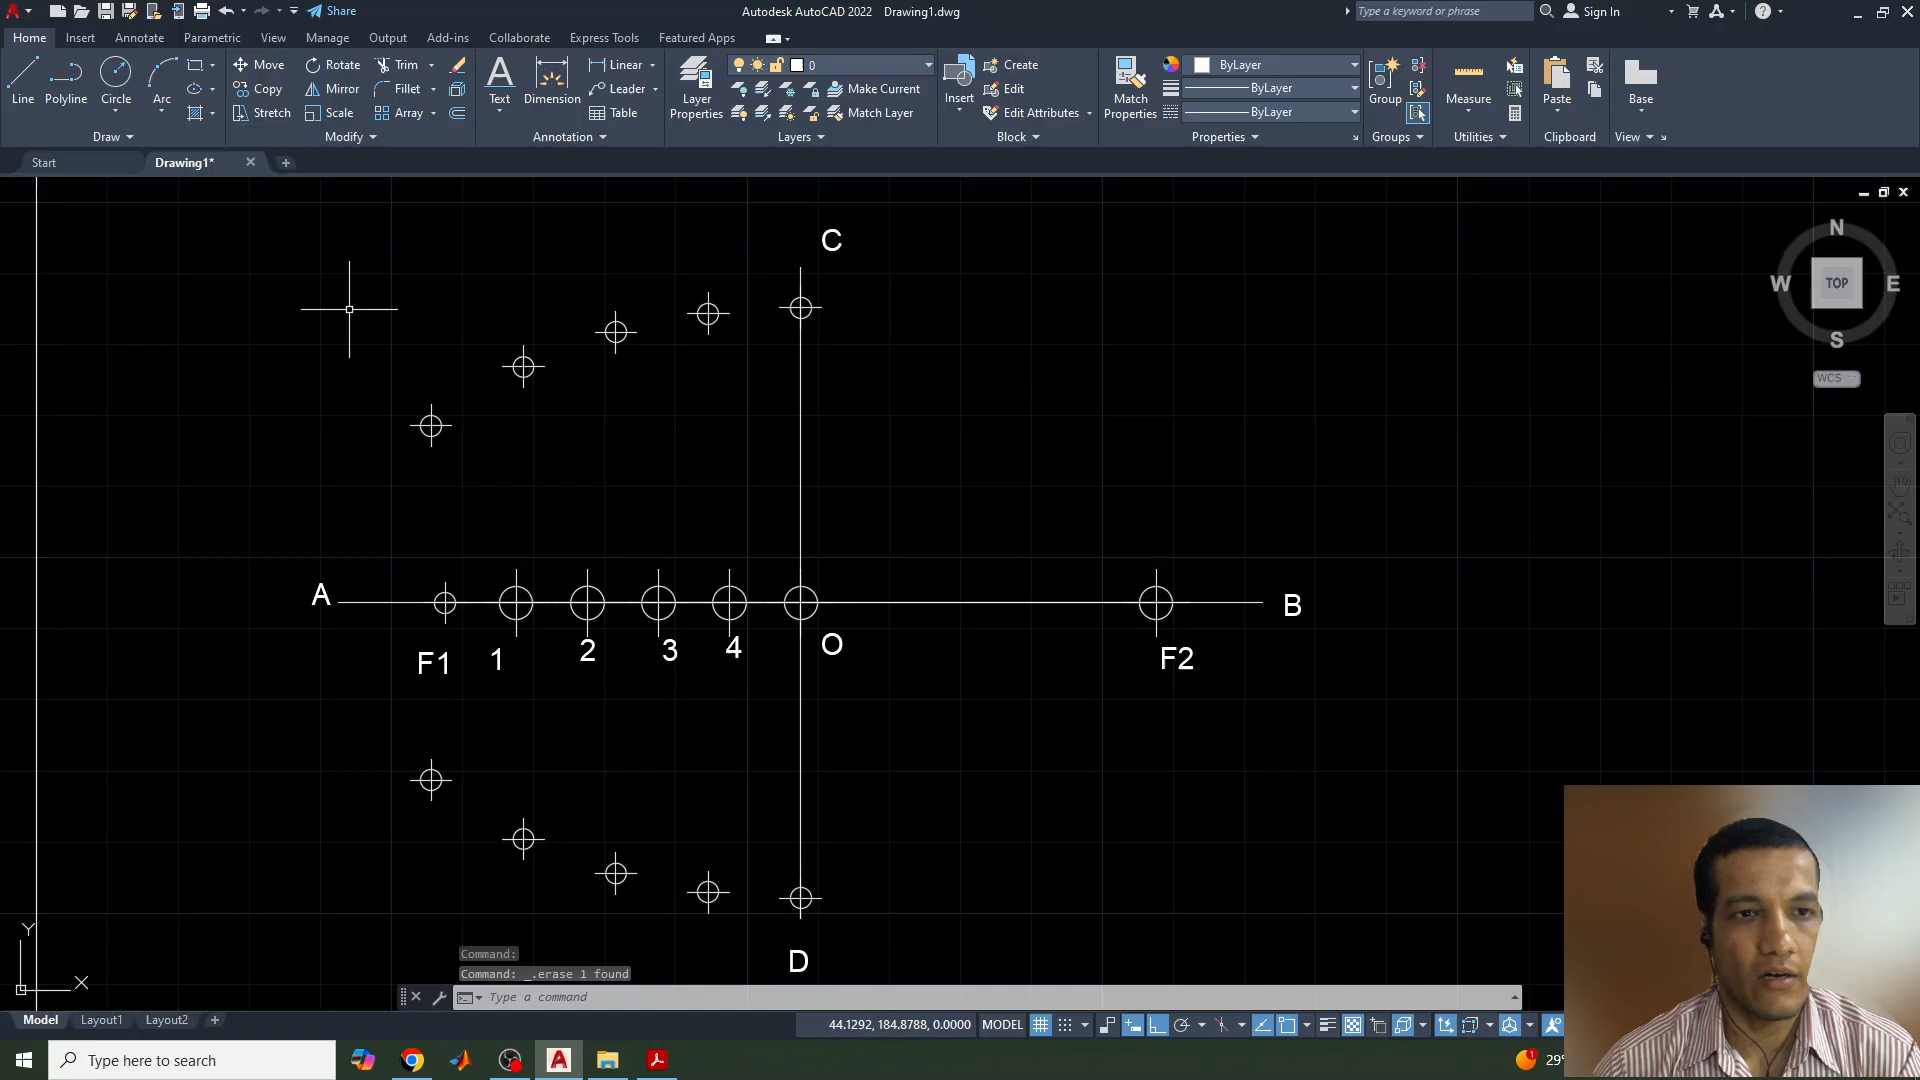 Share
Autodesk AutoCAD 2022 Drawing1.dwg
Type a keyword or phrase
Sign In
Home Insert Annotate Parametric View Manage Output Add-ins Collaborate Express Tools Featured Apps
Line Polyline Circle Arc
Move Rotate Trim
Copy Mirror Fillet
Stretch Scale Array
Text Dimension
Linear
Leader
Table
Layer Properties
0
Make Current
Match Layer
Insert
Create
Edit
Edit Attributes
Match Properties
ByLayer
ByLayer
ByLayer
Group
Measure
Paste
Base
Draw Modify Annotation Layers Block Properties Groups Utilities Clipboard View
Start Drawing1*
N
W TOP E
S
WCS
C
A
B
F1 1 2 3 4 O F2
D
Y
X
Command:
Command: _.erase 1 found
Type a command
Model Layout1 Layout2
44.1292, 184.8788, 0.0000 MODEL
Type here to search
1
29°